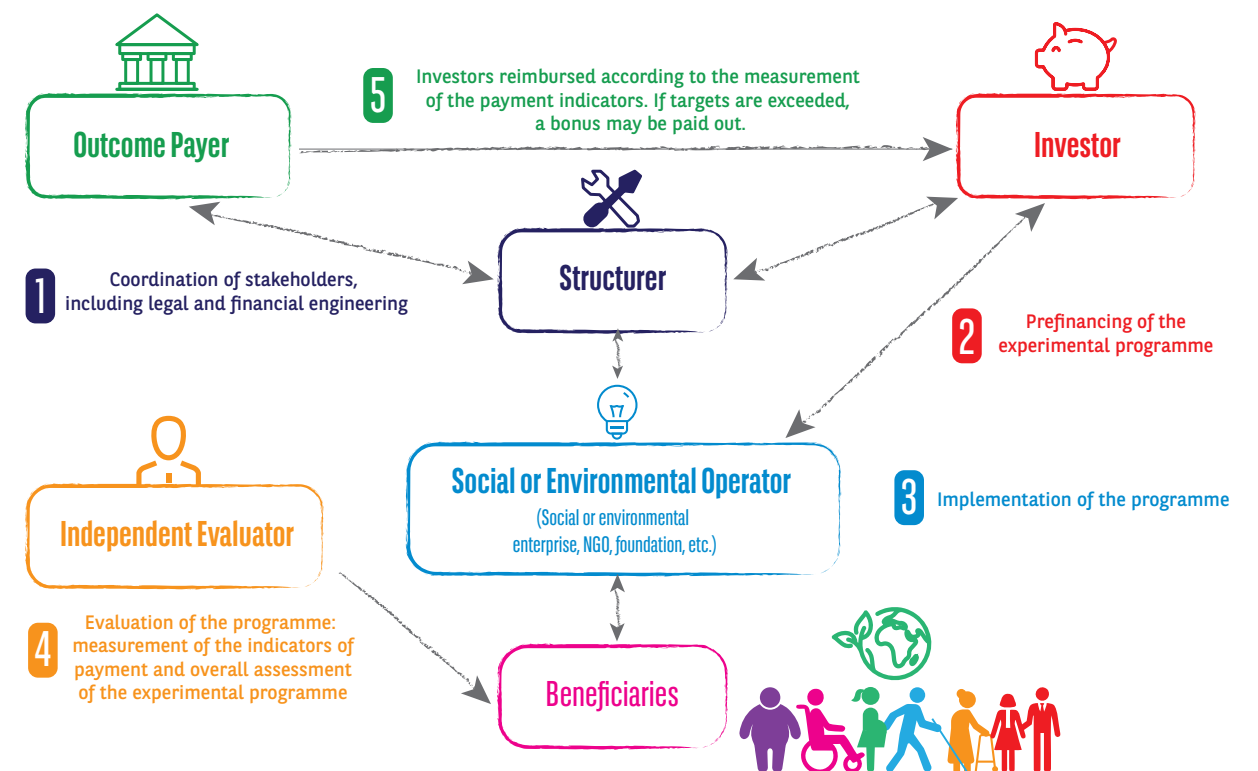 5
Investors reimbursed according to the measurement
of the payment indicators. If targets are exceeded,
a bonus may be paid out.
Outcome Payer
Investor
Structurer
1
Coordination of stakeholders,
including legal and financial engineering
2
Prefinancing of the
experimental programme
Social or Environmental Operator
(Social or environmental
enterprise, NGO, foundation, etc.)
3
Implementation of the programme
Independent Evaluator
4
Evaluation of the programme:
measurement of the indicators of
payment and overall assessment
of the experimental programme
Beneficiaries